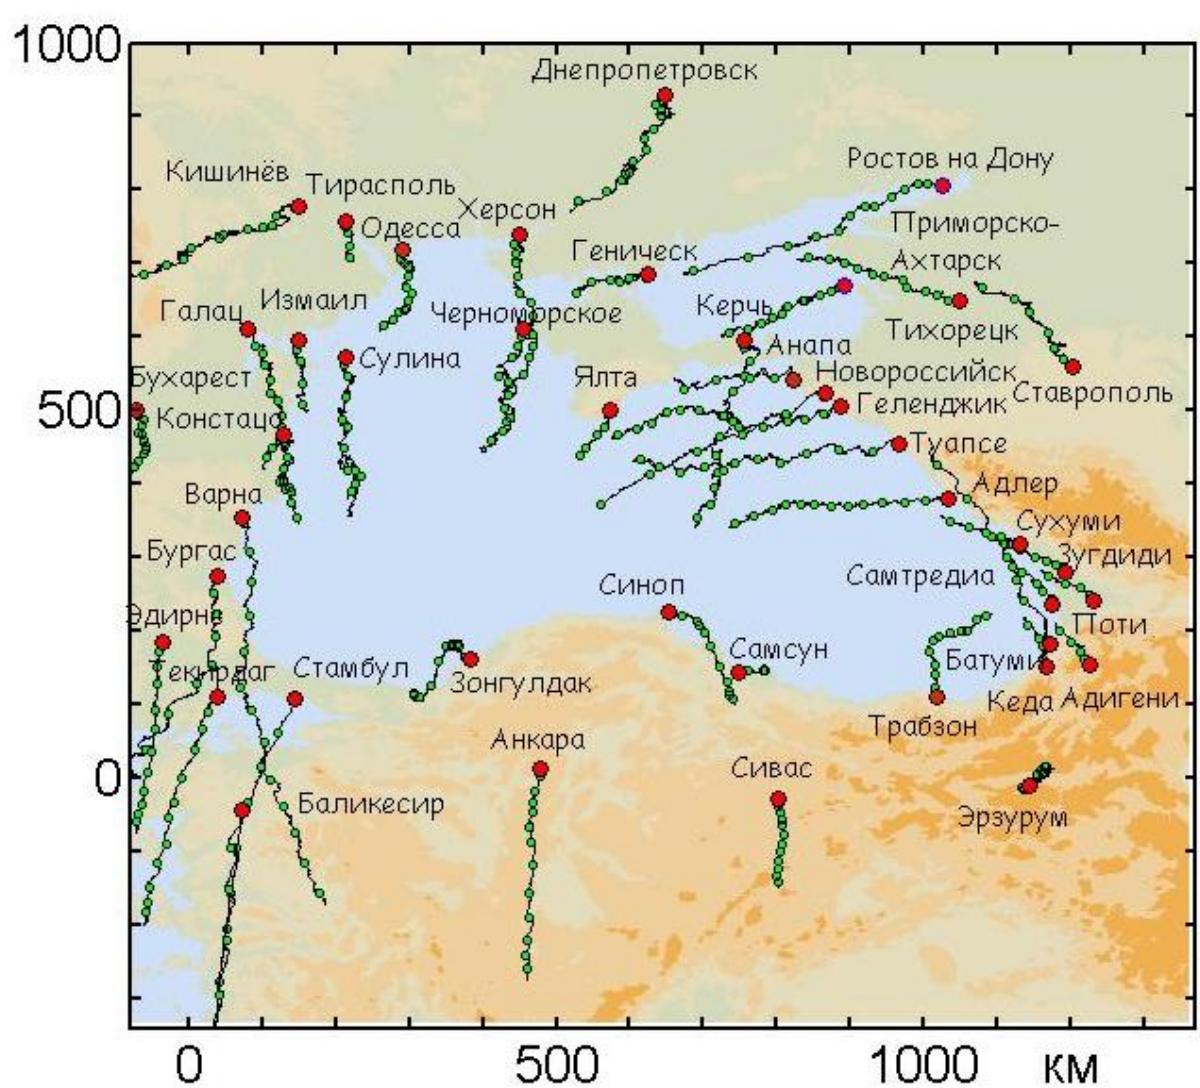 1000
Днепропетровск
Ростов на Дону
Кишинёв
Тирасполь
Херсон
Одесса
Приморско-
Геническ
Ахтарск
Галац
Измаил
Черноморское
Керчь
Тихорецк
Сулина
Анапа
Бухарест
Ялта
Новороссийск
Ставрополь
500
Констаца
Геленджик
Туапсе
Варна
Адлер
Сухуми
Бургас
Зугдиди
Синоп
Самтредиа
Эдирне
Поти
Текирдаг
Стамбул
Зонгулдак
Самсун
Батуми
Кеда
Адигени
Трабзон
Анкара
Сивас
0
Баликесир
Эрзурум
0
500
1000
км